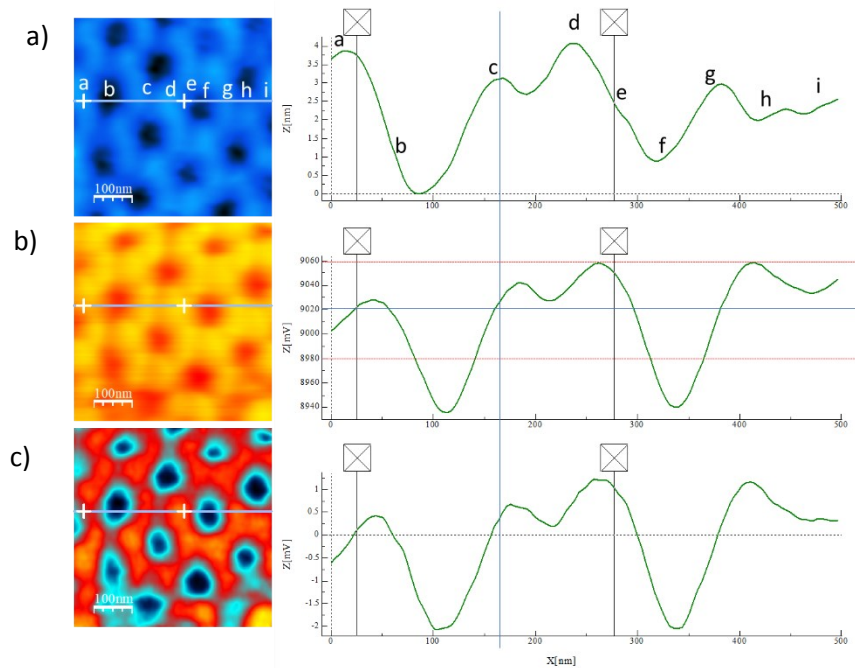 a)
a b c d e f g h i
100nm
Z[nm]
4
3.5
3
2.5
2
1.5
1
0.5
0
a
b
c
d
e
f
g
h
i
0 100 200 300 400 500
b)
100nm
Z[mV]
9060
9040
9020
9000
8980
8960
8940
0 100 200 300 400 500
c)
100nm
Z[mV]
1
0.5
0
-0.5
-1
-1.5
-2
0 100 200 300 400 500
X[nm]